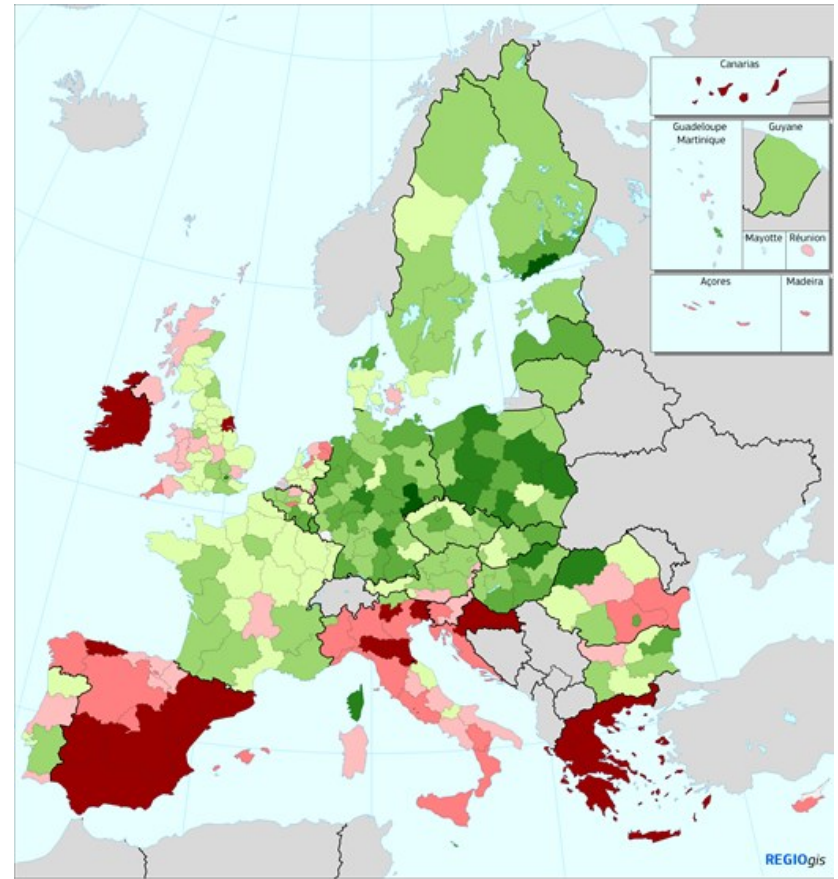 Canarias
Guadeloupe
Martinique
Guyane
Mayotte
Réunion
Açores
Madeira
REGIOgis